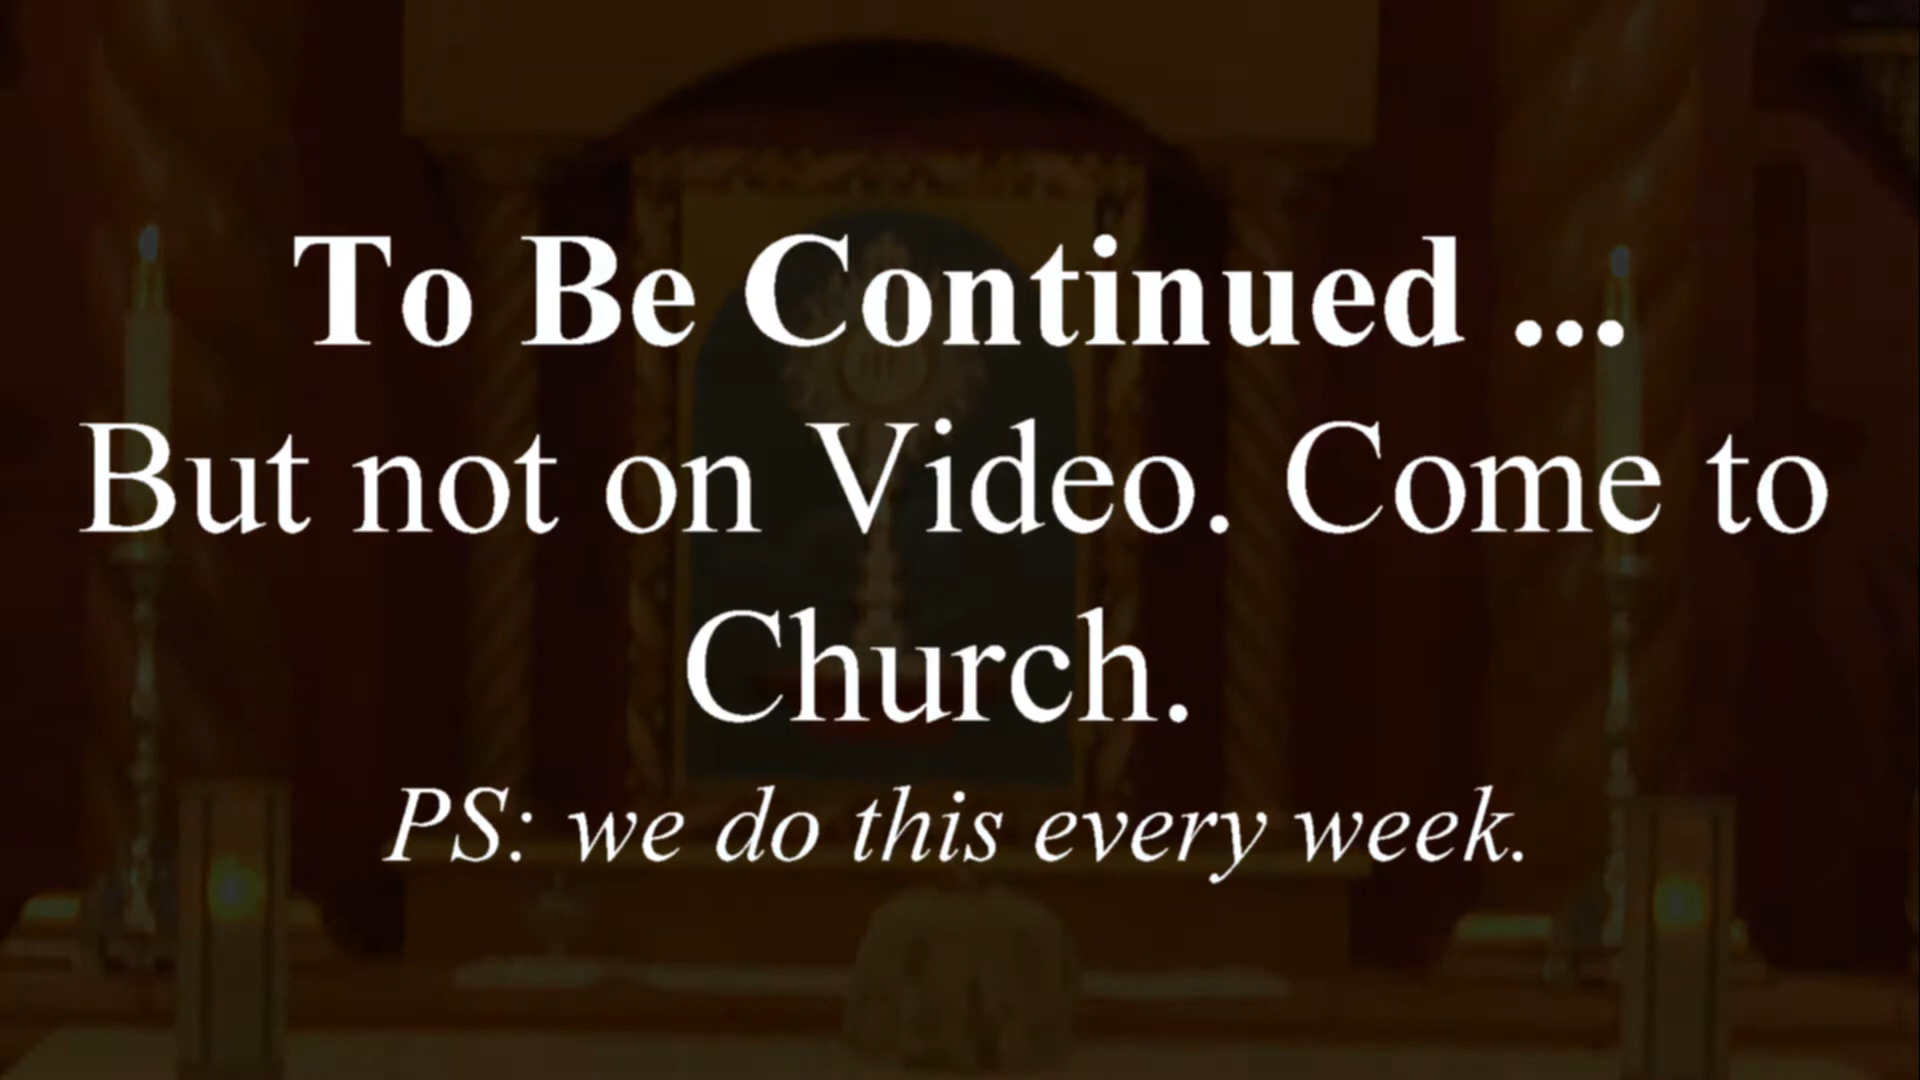 To Be Continued ...
But not on Video. Come to
Church.
PS: we do this every week.